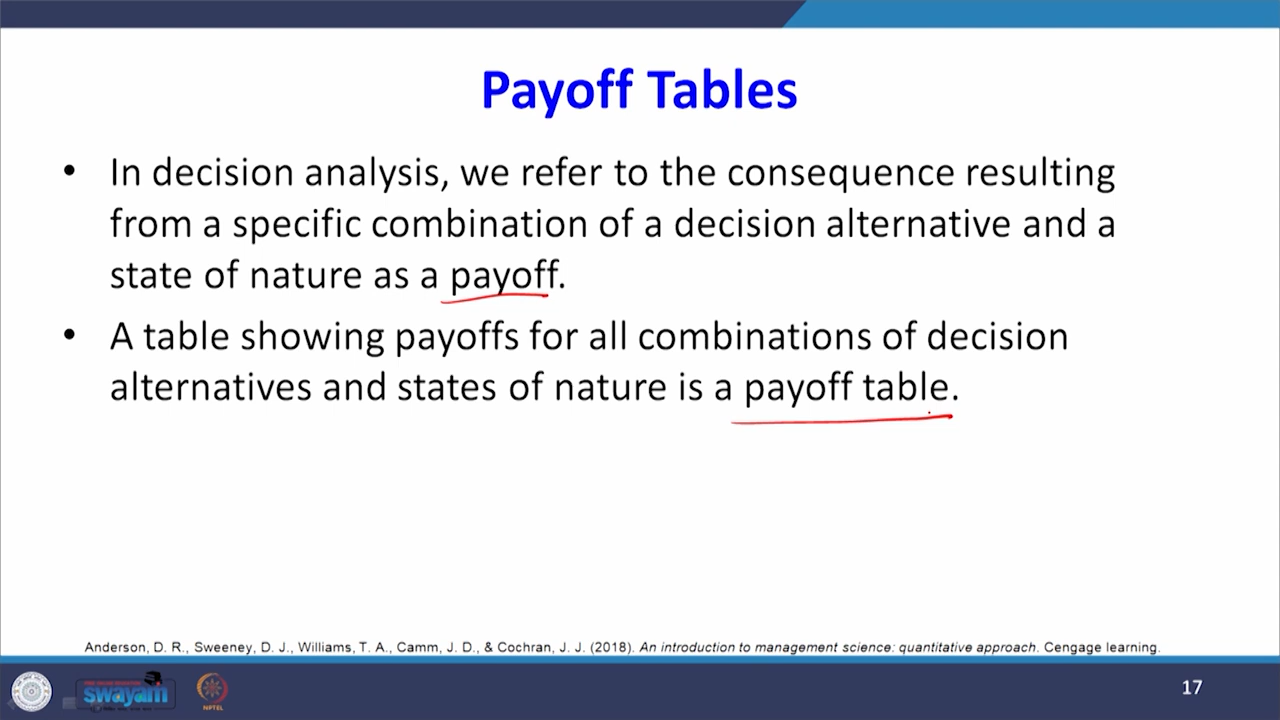 Payoff Tables
• In decision analysis, we refer to the consequence resulting
from a specific combination of a decision alternative and a
state of nature as a payoff.
• A table showing payoffs for all combinations of decision
alternatives and states of nature is a payoff table.
Anderson, D. R., Sweeney, D. J., Williams, T. A., Camm, J. D., & Cochran, J. J. (2018). An introduction to management science: quantitative approach. Cengage learning.
swayam
NPTEL
17